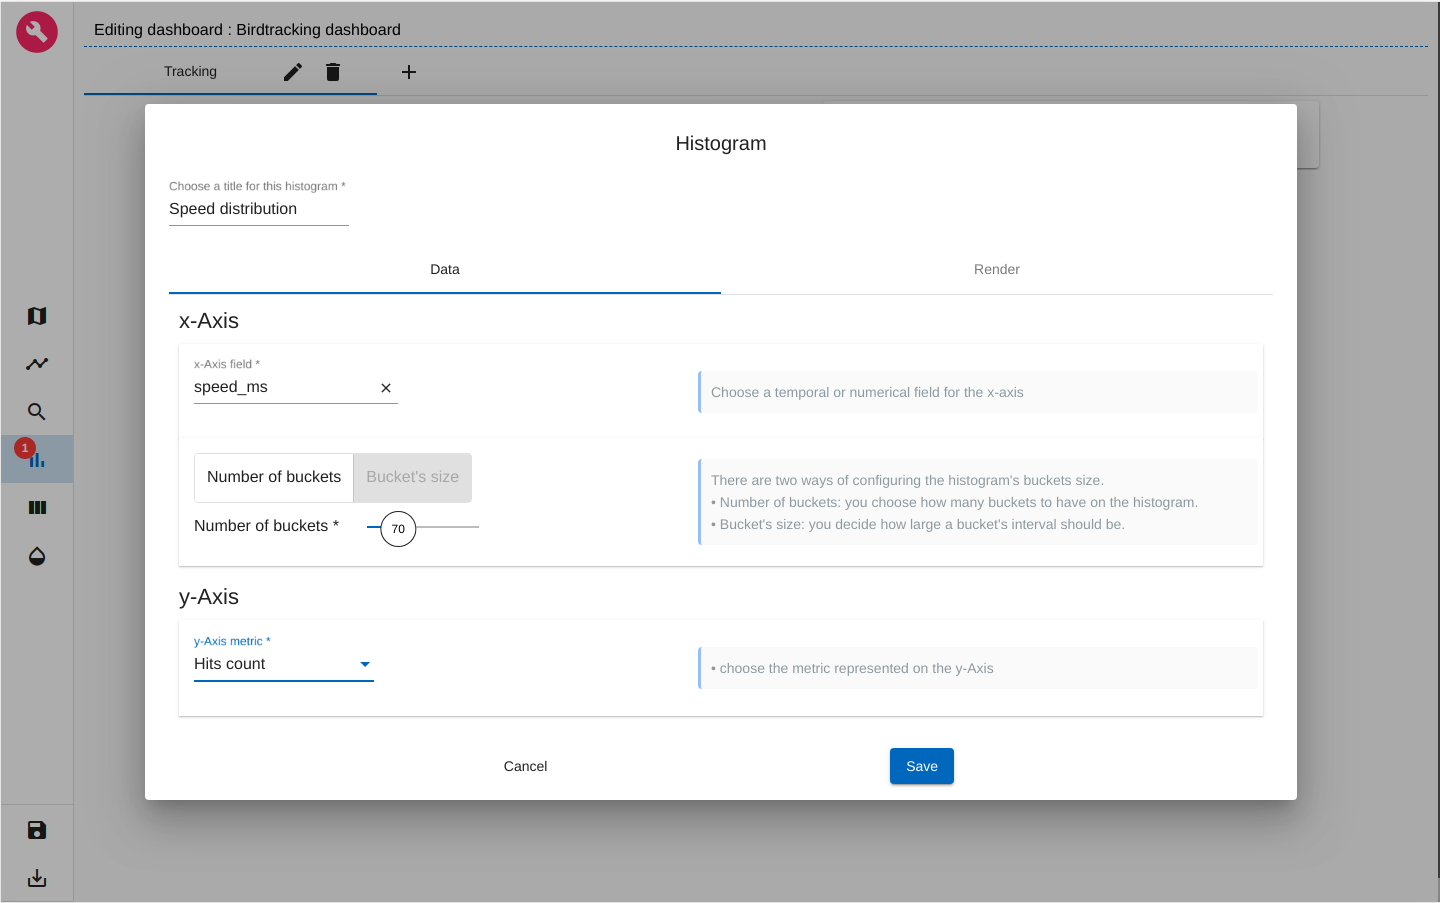 Editing dashboard : Birdtracking dashboard
Tracking
Histogram
Choose a title for this histogram *
Speed distribution
Data
Render
x-Axis
x-Axis field *
speed_ms
Choose a temporal or numerical field for the x-axis
1
Number of buckets
Bucket's size
There are two ways of configuring the histogram's buckets size.
• Number of buckets: you choose how many buckets to have on the histogram.
• Bucket's size: you decide how large a bucket's interval should be.
Number of buckets *
70
y-Axis
y-Axis metric *
Hits count
• choose the metric represented on the y-Axis
Cancel
Save